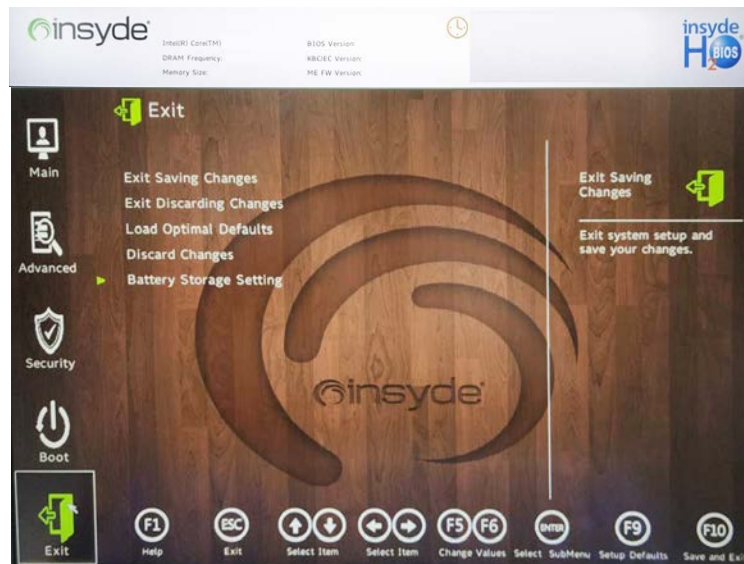 insyde
Intel(R) Core(TM)
DRAM Frequency:
Memory Size:
BIOS Version:
KBC/EC Version:
ME FW Version:
insyde
H2
BIOS
Exit
Main
Advanced
Security
Boot
Exit
Exit Saving Changes
Exit Discarding Changes
Load Optimal Defaults
Discard Changes
Battery Storage Setting
Exit Saving
Changes
Exit system setup and
save your changes.
insyde
F1
Help
ESC
Exit
Select Item
Select Item
F5 F6
Change Values
ENTER
Select SubMenu
F9
Setup Defaults
F10
Save and Exi